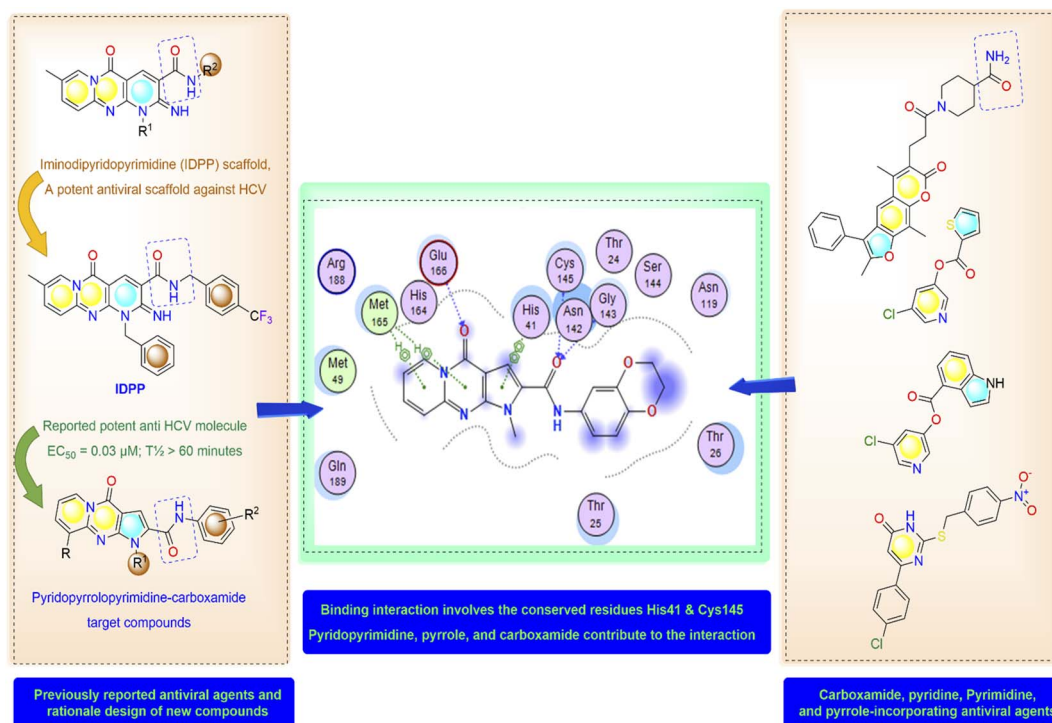 O
O
R²
N
N
H
N
N
NH
R¹
Iminodipyridopyrimidine (IDPP) scaffold,
A potent antiviral scaffold against HCV
O
O
N
N
H
N
N
NH
CF₃
IDPP
Reported potent anti HCV molecule
EC₅₀ = 0.03 µM; T½ > 60 minutes
O
H
N
R²
N
N
N
O
R
R¹
Pyridopyrrolopyrimidine-carboxamide
target compounds
Previously reported antiviral agents and
rationale design of new compounds
Arg
188
Glu
166
Cys
145
Thr
24
Ser
144
Met
165
His
164
His
41
Asn
142
Gly
143
Asn
119
H
H
Met
49
O
O
O
N
N
N
N
H
O
Thr
26
Gln
189
Thr
25
Binding interaction involves the conserved residues His41 & Cys145
Pyridopyrimidine, pyrrole, and carboxamide contribute to the interaction
NH₂
O
O
N
O
O
O
S
O
O
Cl
N
NH
O
O
Cl
N
O⁻
N⁺
O
O
H
N
S
N
Cl
Carboxamide, pyridine, Pyrimidine,
and pyrrole-incorporating antiviral agents